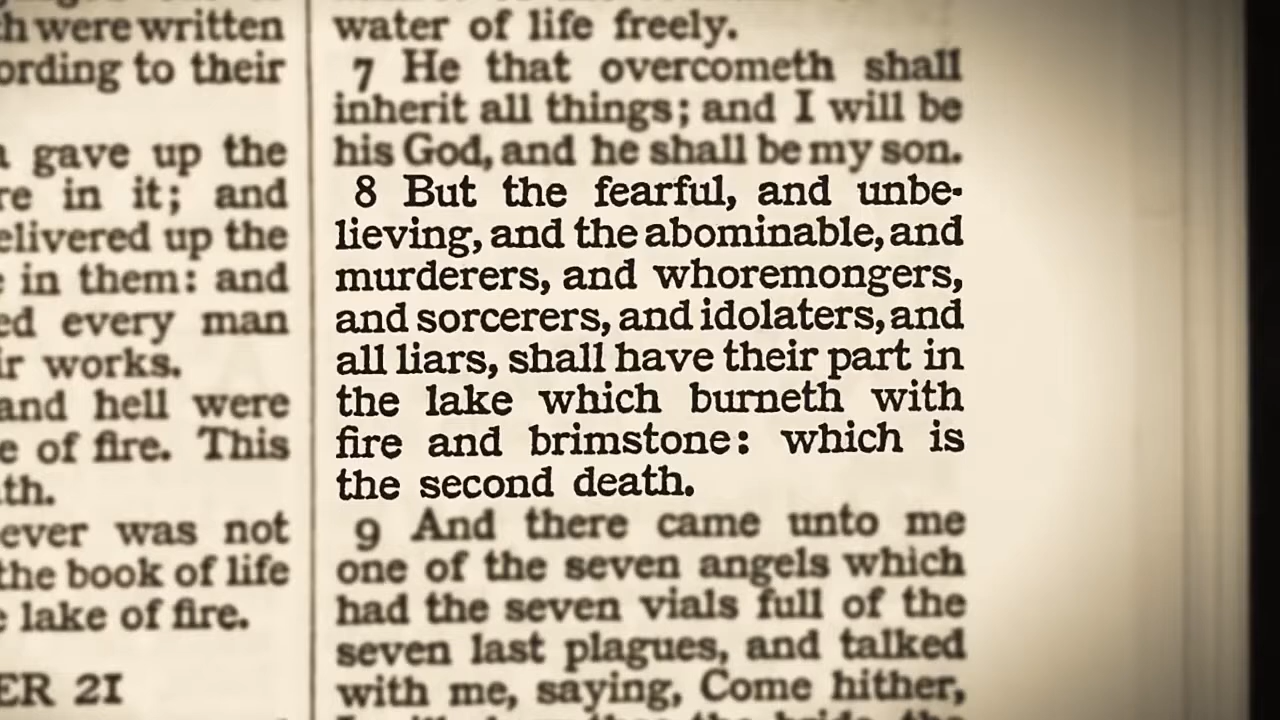 h were written
ording to their
gave up the
re in it; and
elivered up the
in them: and
ed every man
ir works.
and hell were
e of fire. This
th.
ever was not
the book of life
lake of fire.
ER 21
water of life freely.
7 He that overcometh shall
inherit all things; and I will be
his God, and he shall be my son.
8 But the fearful, and unbe-
lieving, and the abominable, and
murderers, and whoremongers,
and sorcerers, and idolaters, and
all liars, shall have their part in
the lake which burneth with
fire and brimstone: which is
the second death.
9 And there came unto me
one of the seven angels which
had the seven vials full of the
seven last plagues, and talked
with me, saying, Come hither,